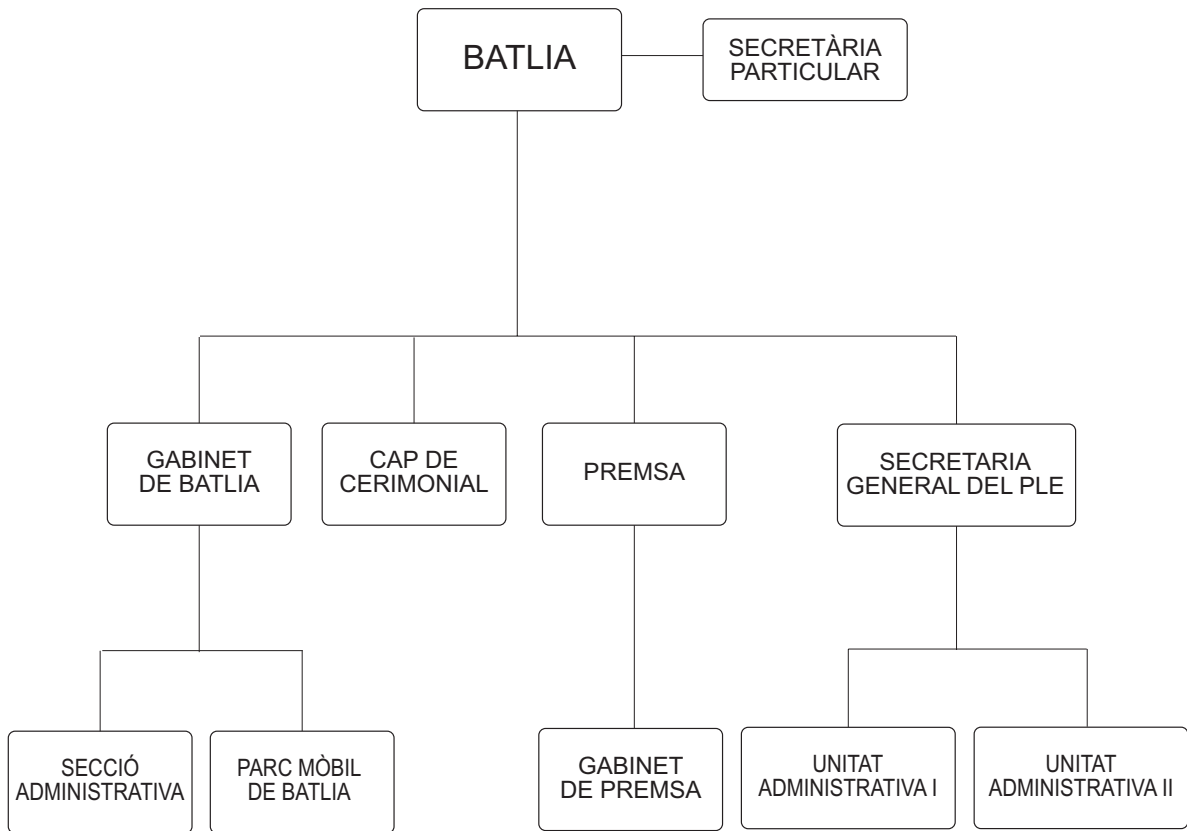 BATLIA
SECRETÀRIA
PARTICULAR
GABINET
DE BATLIA
CAP DE
CERIMONIAL
PREMSA
SECRETARIA
GENERAL DEL PLE
SECCIÓ
ADMINISTRATIVA
PARC MÒBIL
DE BATLIA
GABINET
DE PREMSA
UNITAT
ADMINISTRATIVA I
UNITAT
ADMINISTRATIVA II